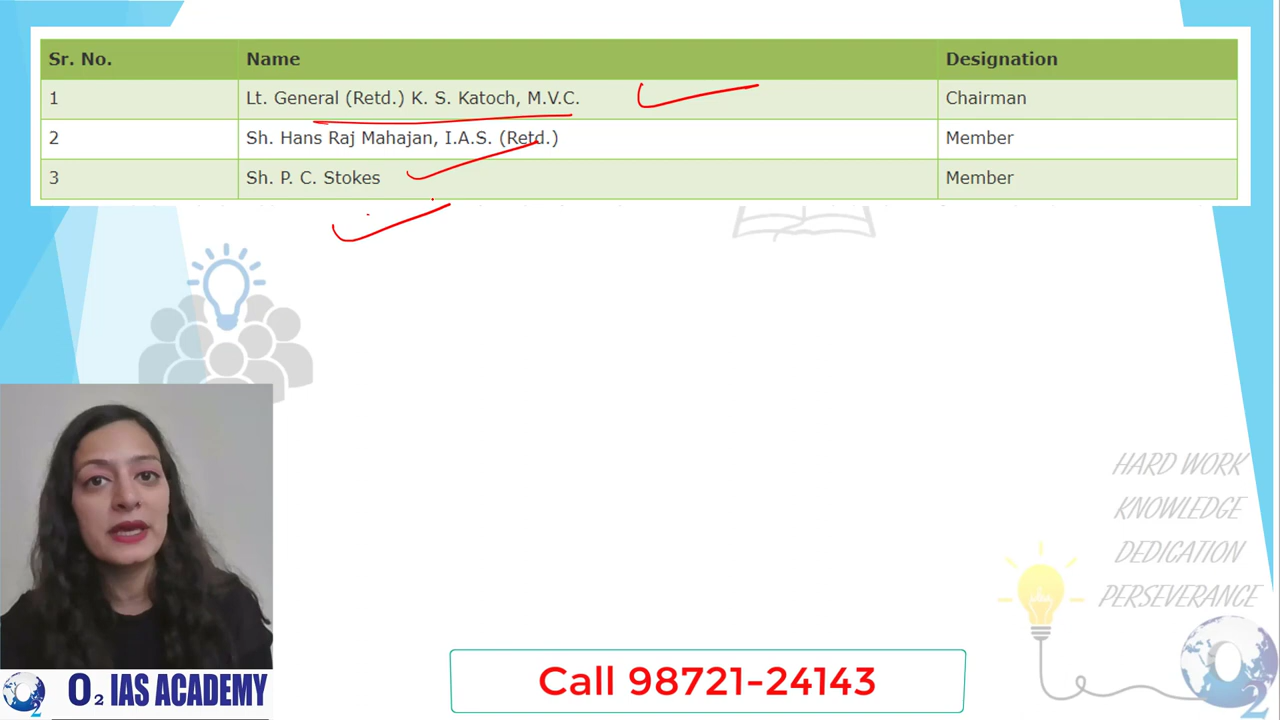 Sr. No. Name Designation
1 Lt. General (Retd.) K. S. Katoch, M.V.C. Chairman
2 Sh. Hans Raj Mahajan, I.A.S. (Retd.) Member
3 Sh. P. C. Stokes Member
HARD WORK
KNOWLEDGE
DEDICATION
PERSEVERANCE
O2 IAS ACADEMY
Call 98721-24143
O2